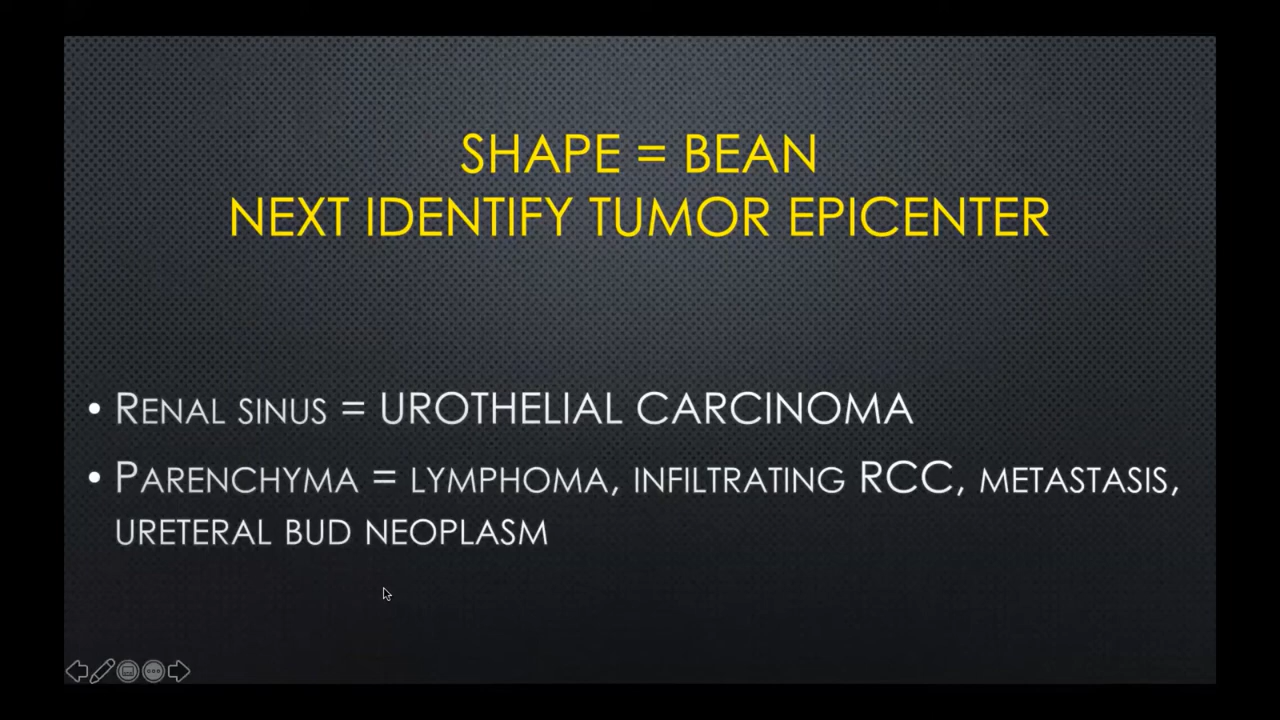 SHAPE = BEAN
NEXT IDENTIFY TUMOR EPICENTER
• RENAL SINUS = UROTHELIAL CARCINOMA
• PARENCHYMA = LYMPHOMA, INFILTRATING RCC, METASTASIS,
URETERAL BUD NEOPLASM